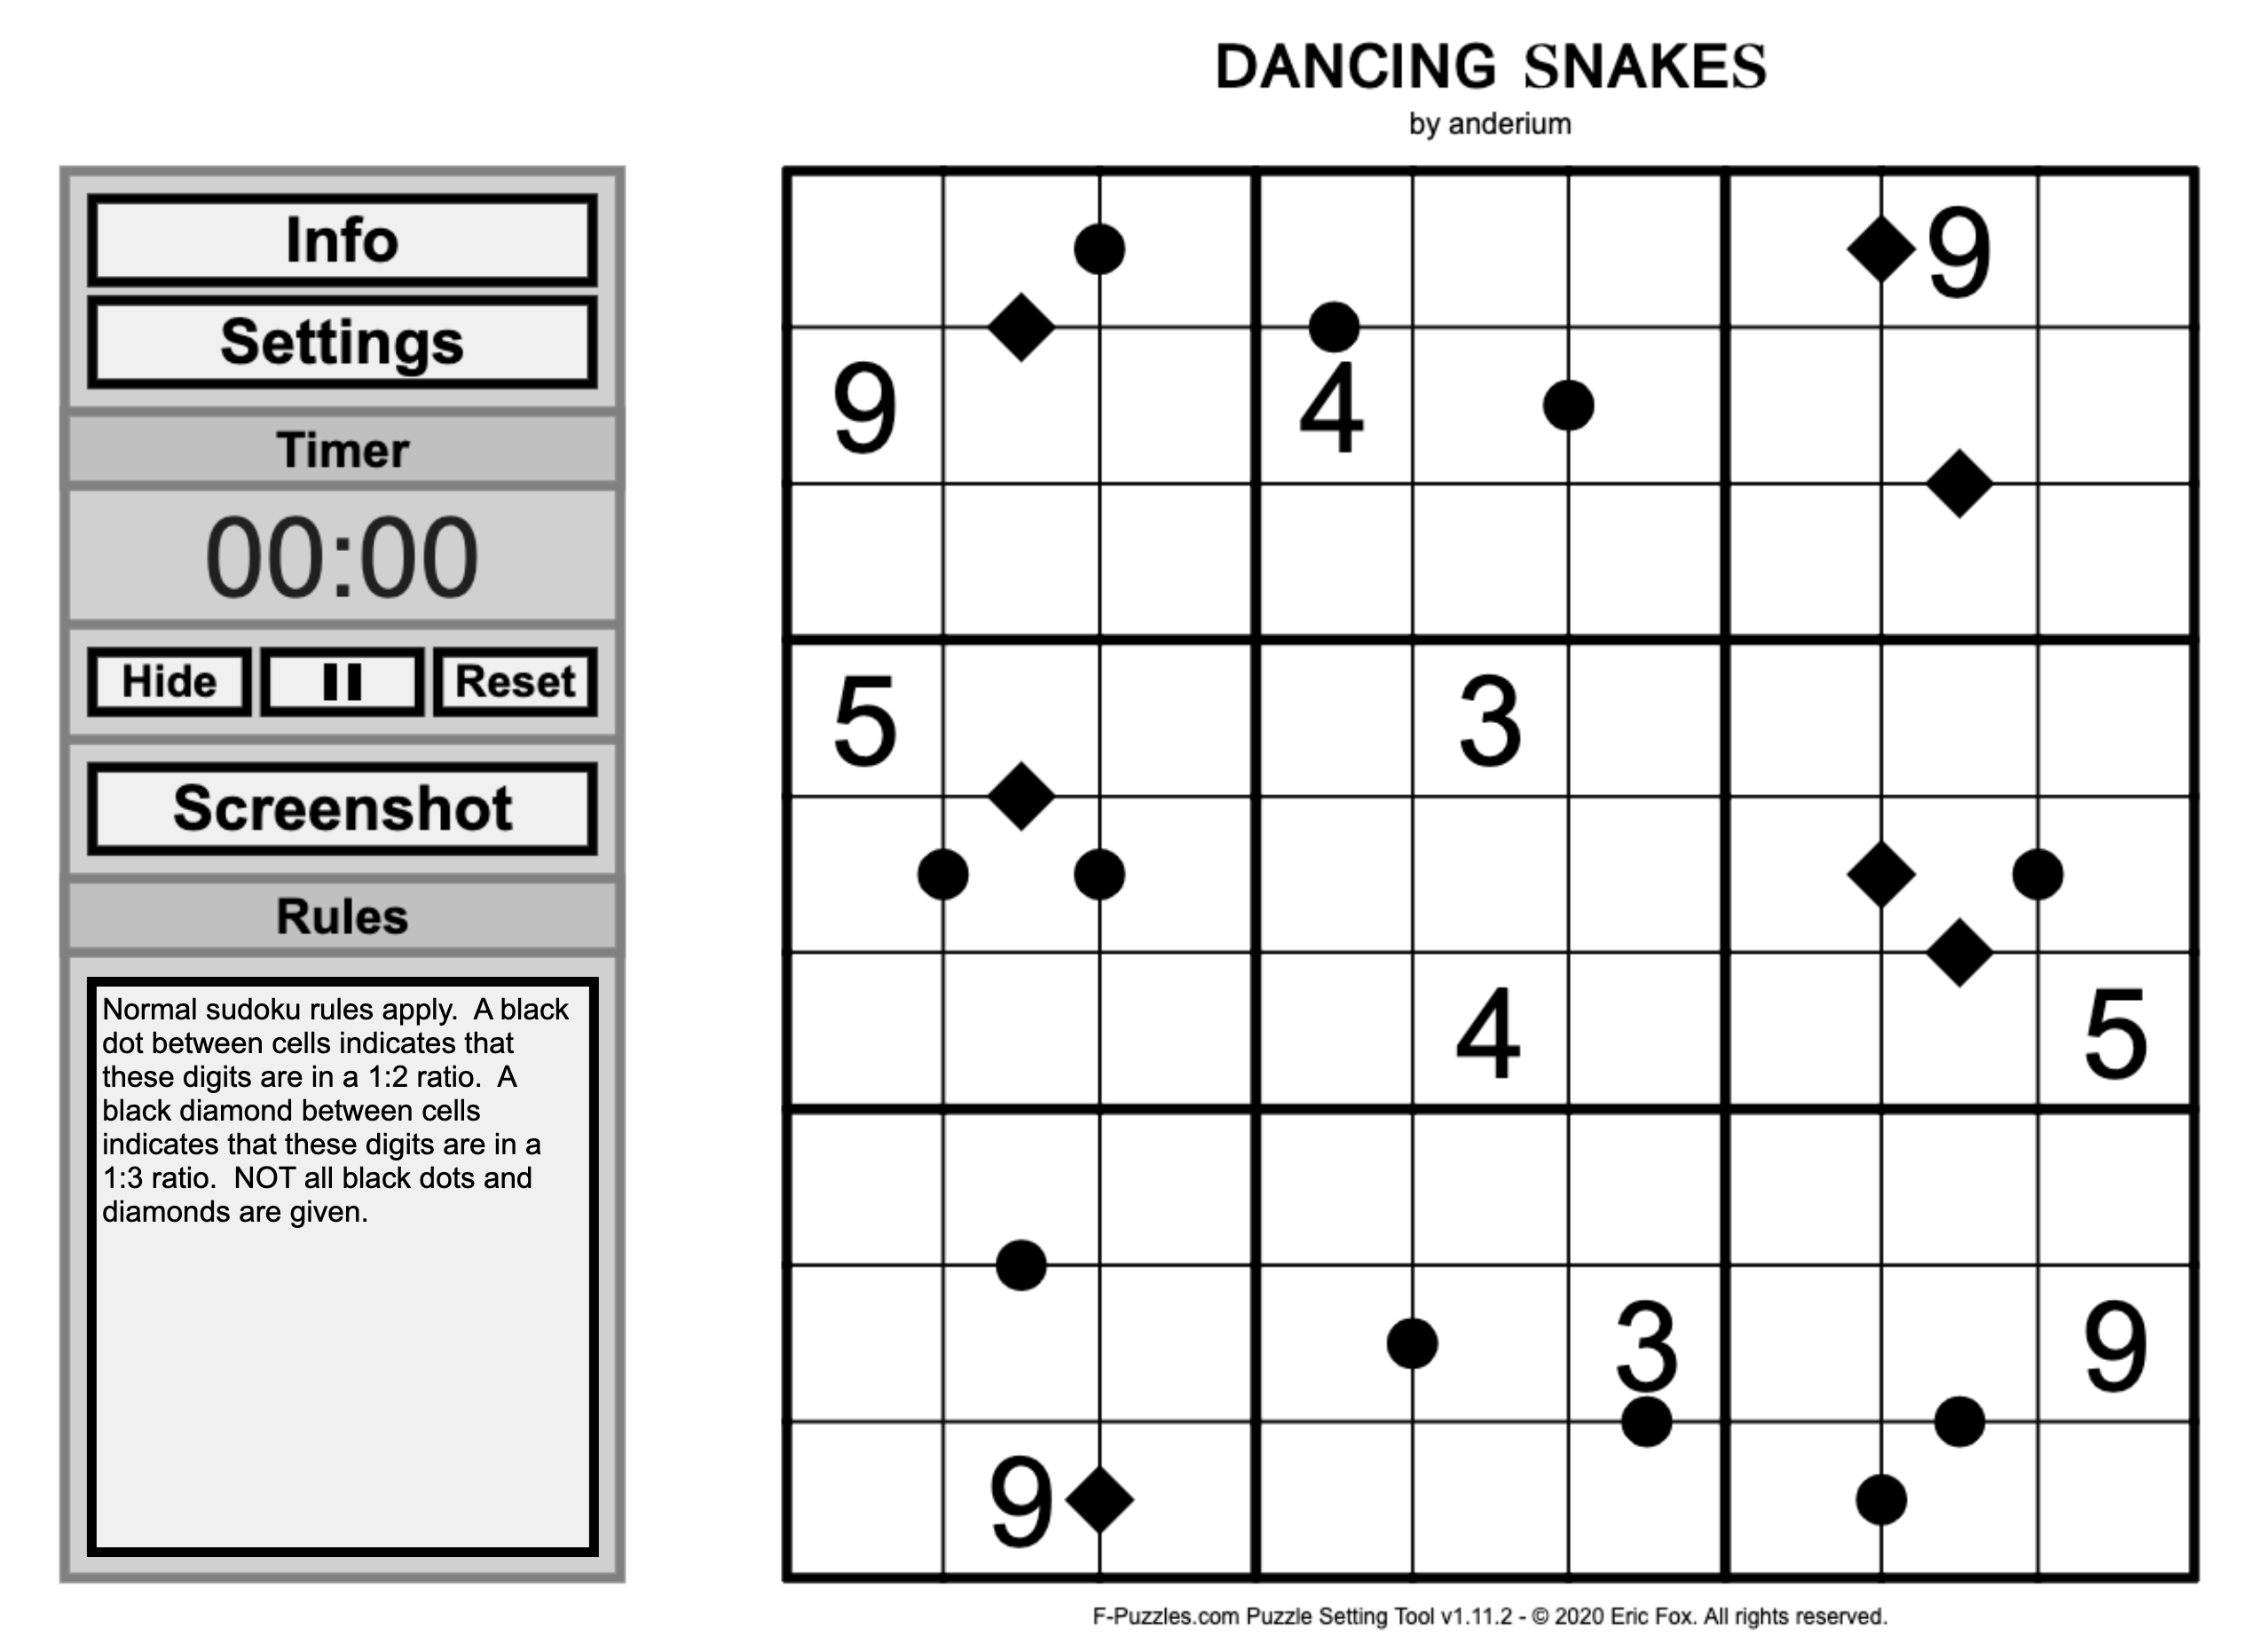 DANCING SNAKES
by anderium
Info
Settings
Timer
00:00
Hide
Reset
Screenshot
Rules
Normal sudoku rules apply.  A black
dot between cells indicates that
these digits are in a 1:2 ratio.  A
black diamond between cells
indicates that these digits are in a
1:3 ratio.  NOT all black dots and
diamonds are given.
9
9 4
5 3
4 5
3 9
9
F-Puzzles.com Puzzle Setting Tool v1.11.2 - © 2020 Eric Fox. All rights reserved.